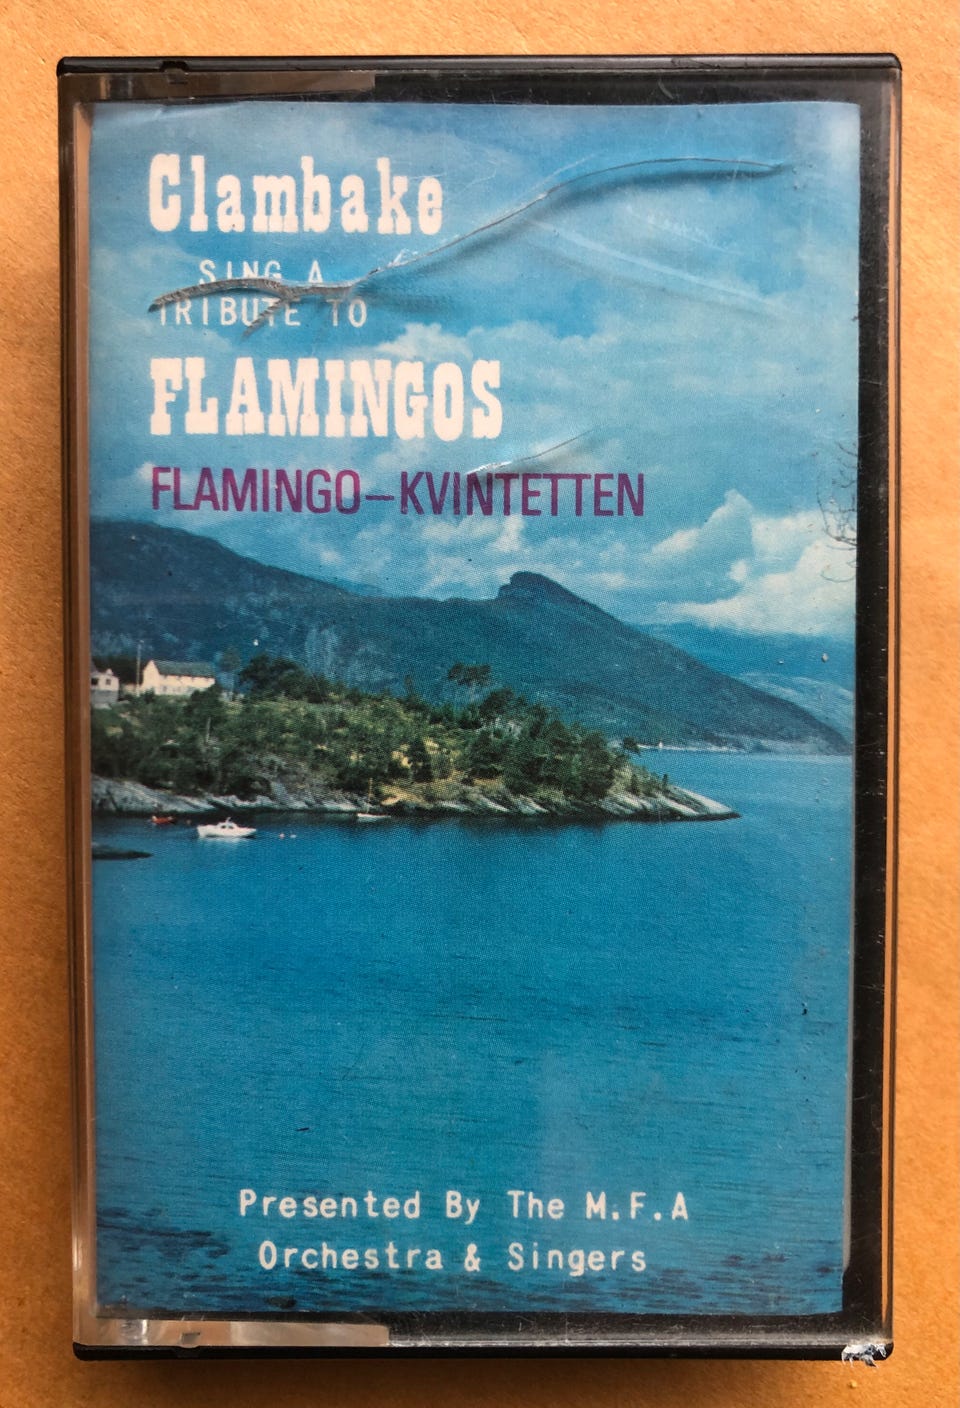 Clambake
SING A
TRIBUTE TO
FLAMINGOS
FLAMINGO-KVINTETTEN
Presented By The M.F.A
Orchestra & Singers